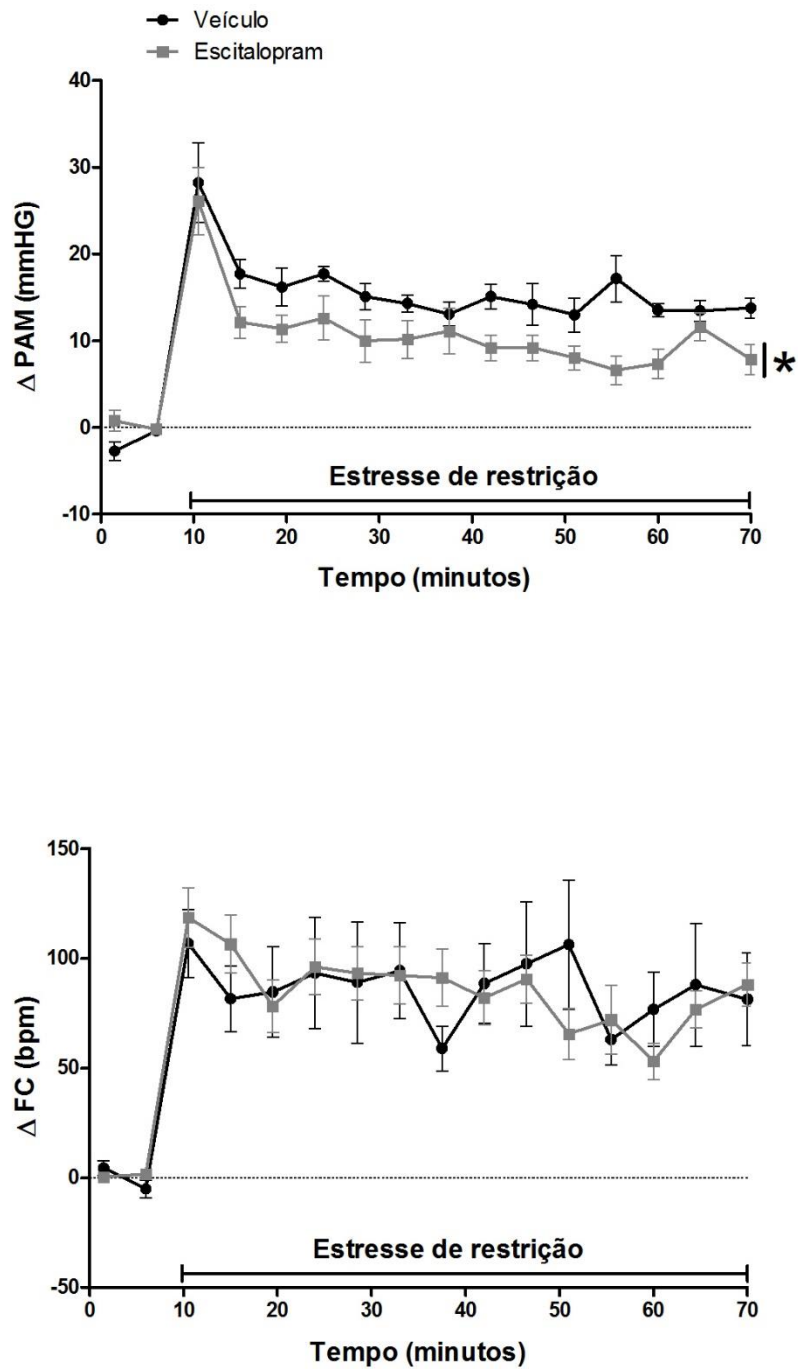 Veículo
Escitalopram
40
30
20
10
0
-10
Δ PAM (mmHG)
*
Estresse de restrição
0 10 20 30 40 50 60 70
Tempo (minutos)
150
100
50
0
-50
Δ FC (bpm)
Estresse de restrição
0 10 20 30 40 50 60 70
Tempo (minutos)